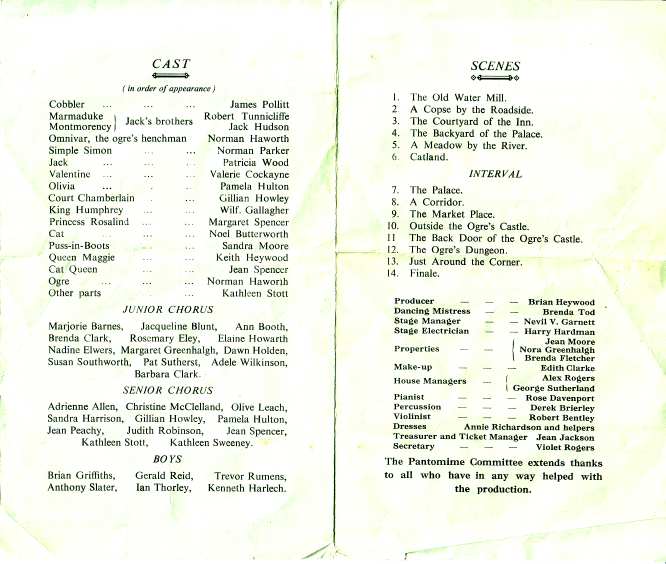 CAST
( in order of appearance )
Cobbler ... ... ... James Pollitt
Marmaduke } Jack's brothers Robert Tunnicliffe
Montmorency } Jack Hudson
Omnivar, the ogre's henchman Norman Haworth
Simple Simon ... ... Norman Parker
Jack ... ... ... Patricia Wood
Valentine ... ... ... Valerie Cockayne
Olivia ... ... ... Pamela Hulton
Court Chamberlain ... ... Gillian Howley
King Humphrey ... ... Wilf. Gallagher
Princess Rosalind ... ... Margaret Spencer
Cat ... ... ... Noel Butterworth
Puss-in-Boots ... ... Sandra Moore
Queen Maggie ... ... Keith Heywood
Cat Queen ... ... Jean Spencer
Ogre ... ... ... Norman Haworth
Other parts ... Kathleen Stott
JUNIOR CHORUS
Marjorie Barnes, Jacqueline Blunt, Ann Booth,
Brenda Clark, Rosemary Eley, Elaine Howarth
Nadine Elwers, Margaret Greenhalgh, Dawn Holden,
Susan Southworth, Pat Sutherst, Adele Wilkinson,
Barbara Clark.
SENIOR CHORUS
Adrienne Allen, Christine McClelland, Olive Leach,
Sandra Harrison, Gillian Howley, Pamela Hulton,
Jean Peachy, Judith Robinson, Jean Spencer,
Kathleen Stott, Kathleen Sweeney.
BOYS
Brian Griffiths, Gerald Reid, Trevor Rumens,
Anthony Slater, Ian Thorley, Kenneth Harlech.
SCENES
1. The Old Water Mill.
2 A Copse by the Roadside.
3. The Courtyard of the Inn.
4. The Backyard of the Palace.
5. A Meadow by the River.
6. Catland.
INTERVAL
7. The Palace.
8. A Corridor.
9. The Market Place.
10. Outside the Ogre's Castle.
11 The Back Door of the Ogre's Castle.
12. The Ogre's Dungeon.
13. Just Around the Corner.
14. Finale.
Producer — — — Brian Heywood
Dancing Mistress — — Brenda Tod
Stage Manager — — Nevil V. Garnett
Stage Electrician — — Harry Hardman
Jean Moore
Properties — — { Nora Greenhalgh
Brenda Fletcher
Make-up — — — Edith Clarke
House Managers — { Alex Rogers
George Sutherland
Pianist — — — Rose Davenport
Percussion — — — Derek Brierley
Violinist — — — Robert Bentley
Dresses Annie Richardson and helpers
Treasurer and Ticket Manager Jean Jackson
Secretary — — — Violet Rogers
The Pantomime Committee extends thanks
to all who have in any way helped with
the production.